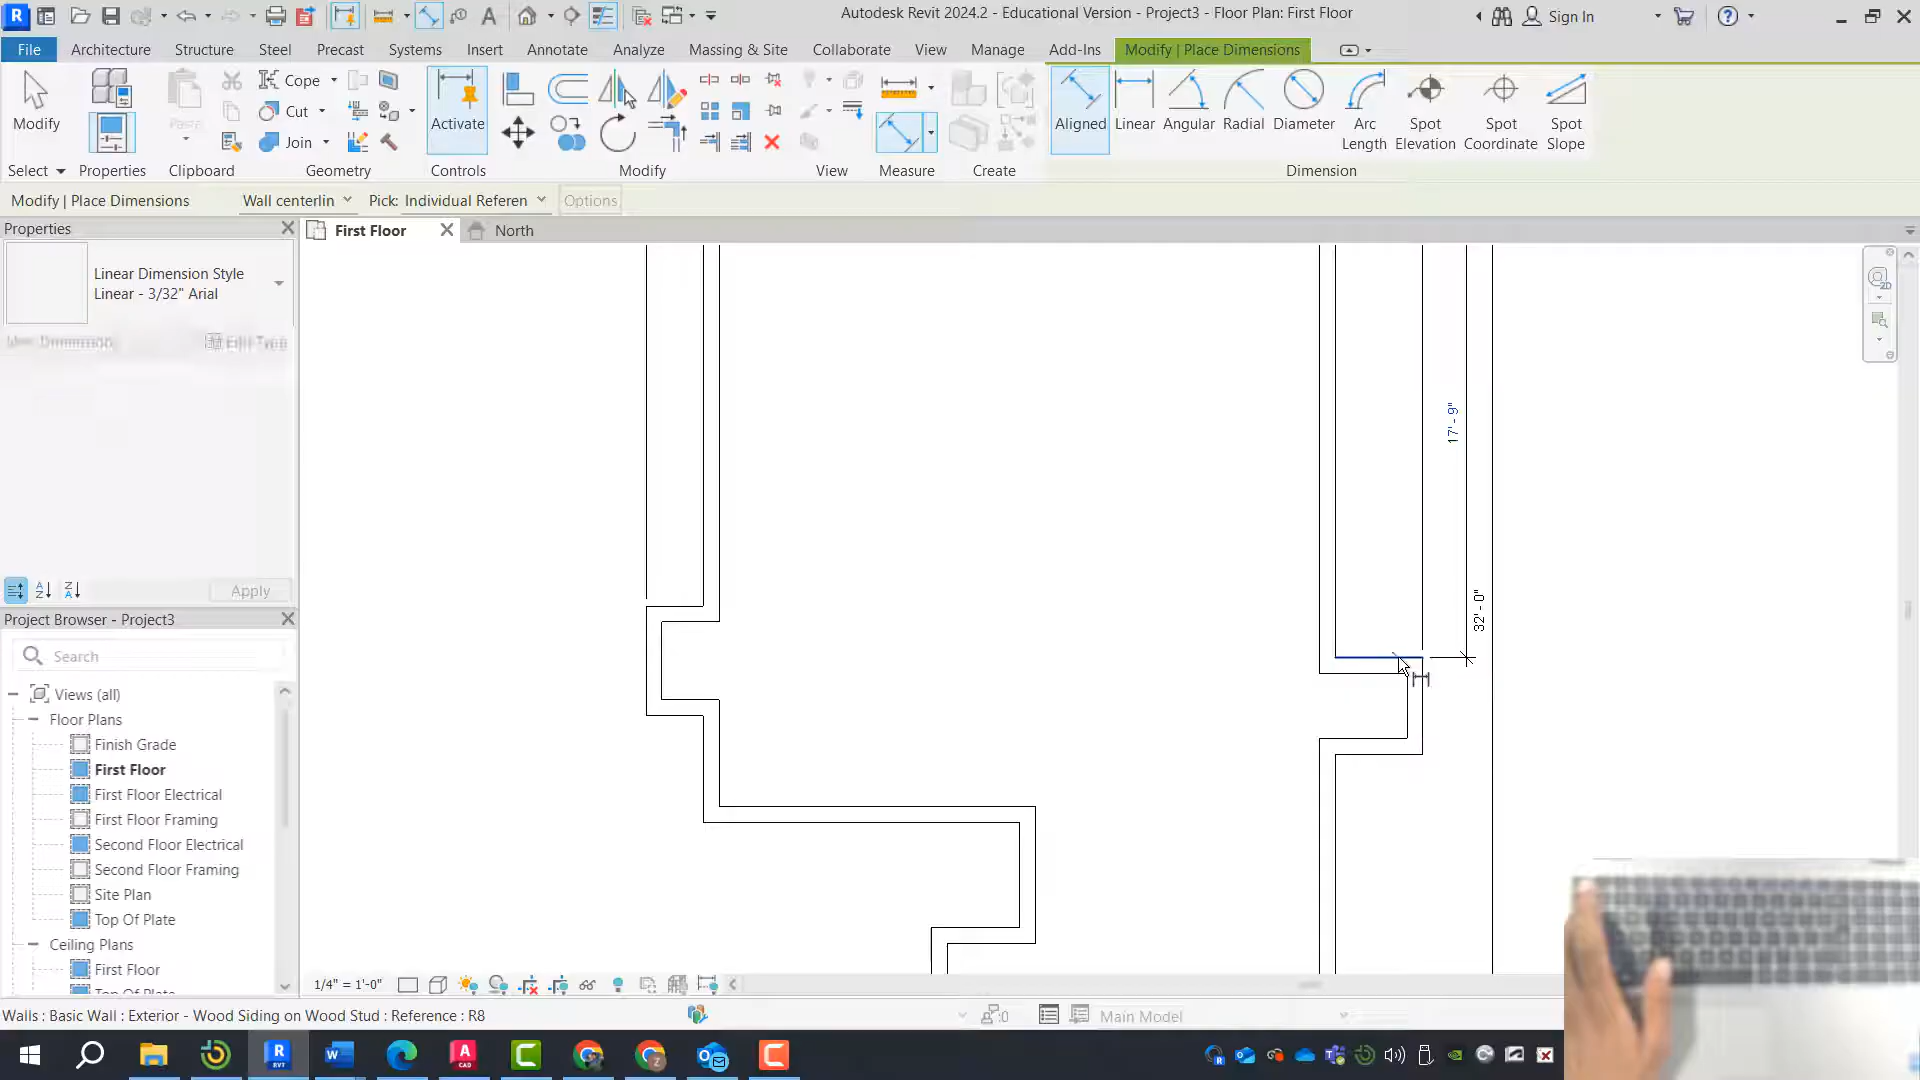 Autodesk Revit 2024.2 - Educational Version - Project3 - Floor Plan: First Floor
Sign In
File Architecture Structure Steel Precast Systems Insert Annotate Analyze Massing & Site Collaborate View Manage Add-Ins Modify | Place Dimensions
Modify
Paste
Cope
Cut
Join
Activate
Aligned Linear Angular Radial Diameter Arc Length Spot Elevation Spot Coordinate Spot Slope
Select Properties Clipboard Geometry Controls Modify View Measure Create Dimension
Modify | Place Dimensions Wall centerlin Pick: Individual Referen Options
Properties
First Floor
North
Linear Dimension Style
Linear - 3/32" Arial
Edit Type
Apply
17' - 9"
32' - 0"
Project Browser - Project3
Search
Views (all)
Floor Plans
Finish Grade
First Floor
First Floor Electrical
First Floor Framing
Second Floor Electrical
Second Floor Framing
Site Plan
Top Of Plate
Ceiling Plans
First Floor
Top Of Plate
1/4" = 1'-0"
Walls : Basic Wall : Exterior - Wood Siding on Wood Stud : Reference : R8
:0
Main Model